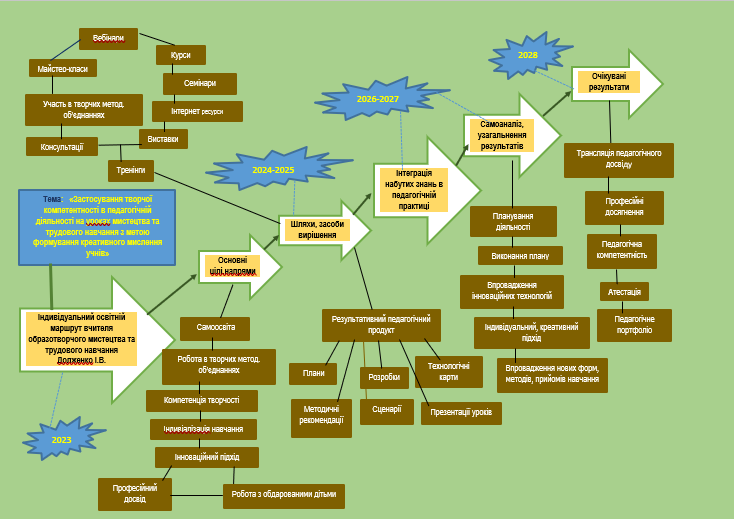 Вебінари
Майстео-класи
Участь в творчих метод.
об'єднаннях
Консультації
Курси
Семінари
Інтернет ресурси
Виставки
Тренінги
Тема: «Застосування творчої
компетентності в педагогічній
діяльності на уроках мистецтва та
трудового навчання з метою
формування креативного мислення
учнів»
Індивідуальний освітній
маршрут вчителя
образотворчого мистецтва та
трудового навчання
Долженко І.В.
2023
Основні
цілі,напрями
Самоосвіта
Робота в творчих метод.
об'єднаннях
Компетенція творчості
Індивіалізація навчання
Інноваційний підхід
Професійний
досвід
Робота з обдарованими дітьми
2024-2025
Шляхи, засоби
вирішення
Результативний педагогічний
продукт
Плани
Розробки
Технологічні
карти
Методичні
рекомендації
Сценарії
Презентації уроків
2026-2027
Інтеграція
набутих знань в
педагогічній
практиці
Самоаналіз,
узагальнення
результатів
Планування
діяльності
Виконання плану
Впровадження
інноваційних технологій
Індивідуальний, креативний
підхід
Впровадження нових форм,
методів, прийомів навчання
2028
Очікувані
результати
Трансляція педагогічного
досвіду
Професійні
досягнення
Педагогічна
компетентність
Атестація
Педагогічне
портфоліо